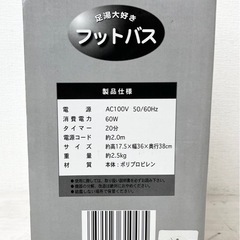 足湯大好き
フットバス
製品仕様
電源 AC100V 50/60Hz
消費電力 60W
タイマー 20分
電源コード 約2.0m
サイズ 約高17.5×幅36×奥行38cm
重量 約2.5kg
材質 本体:ポリプロピレン